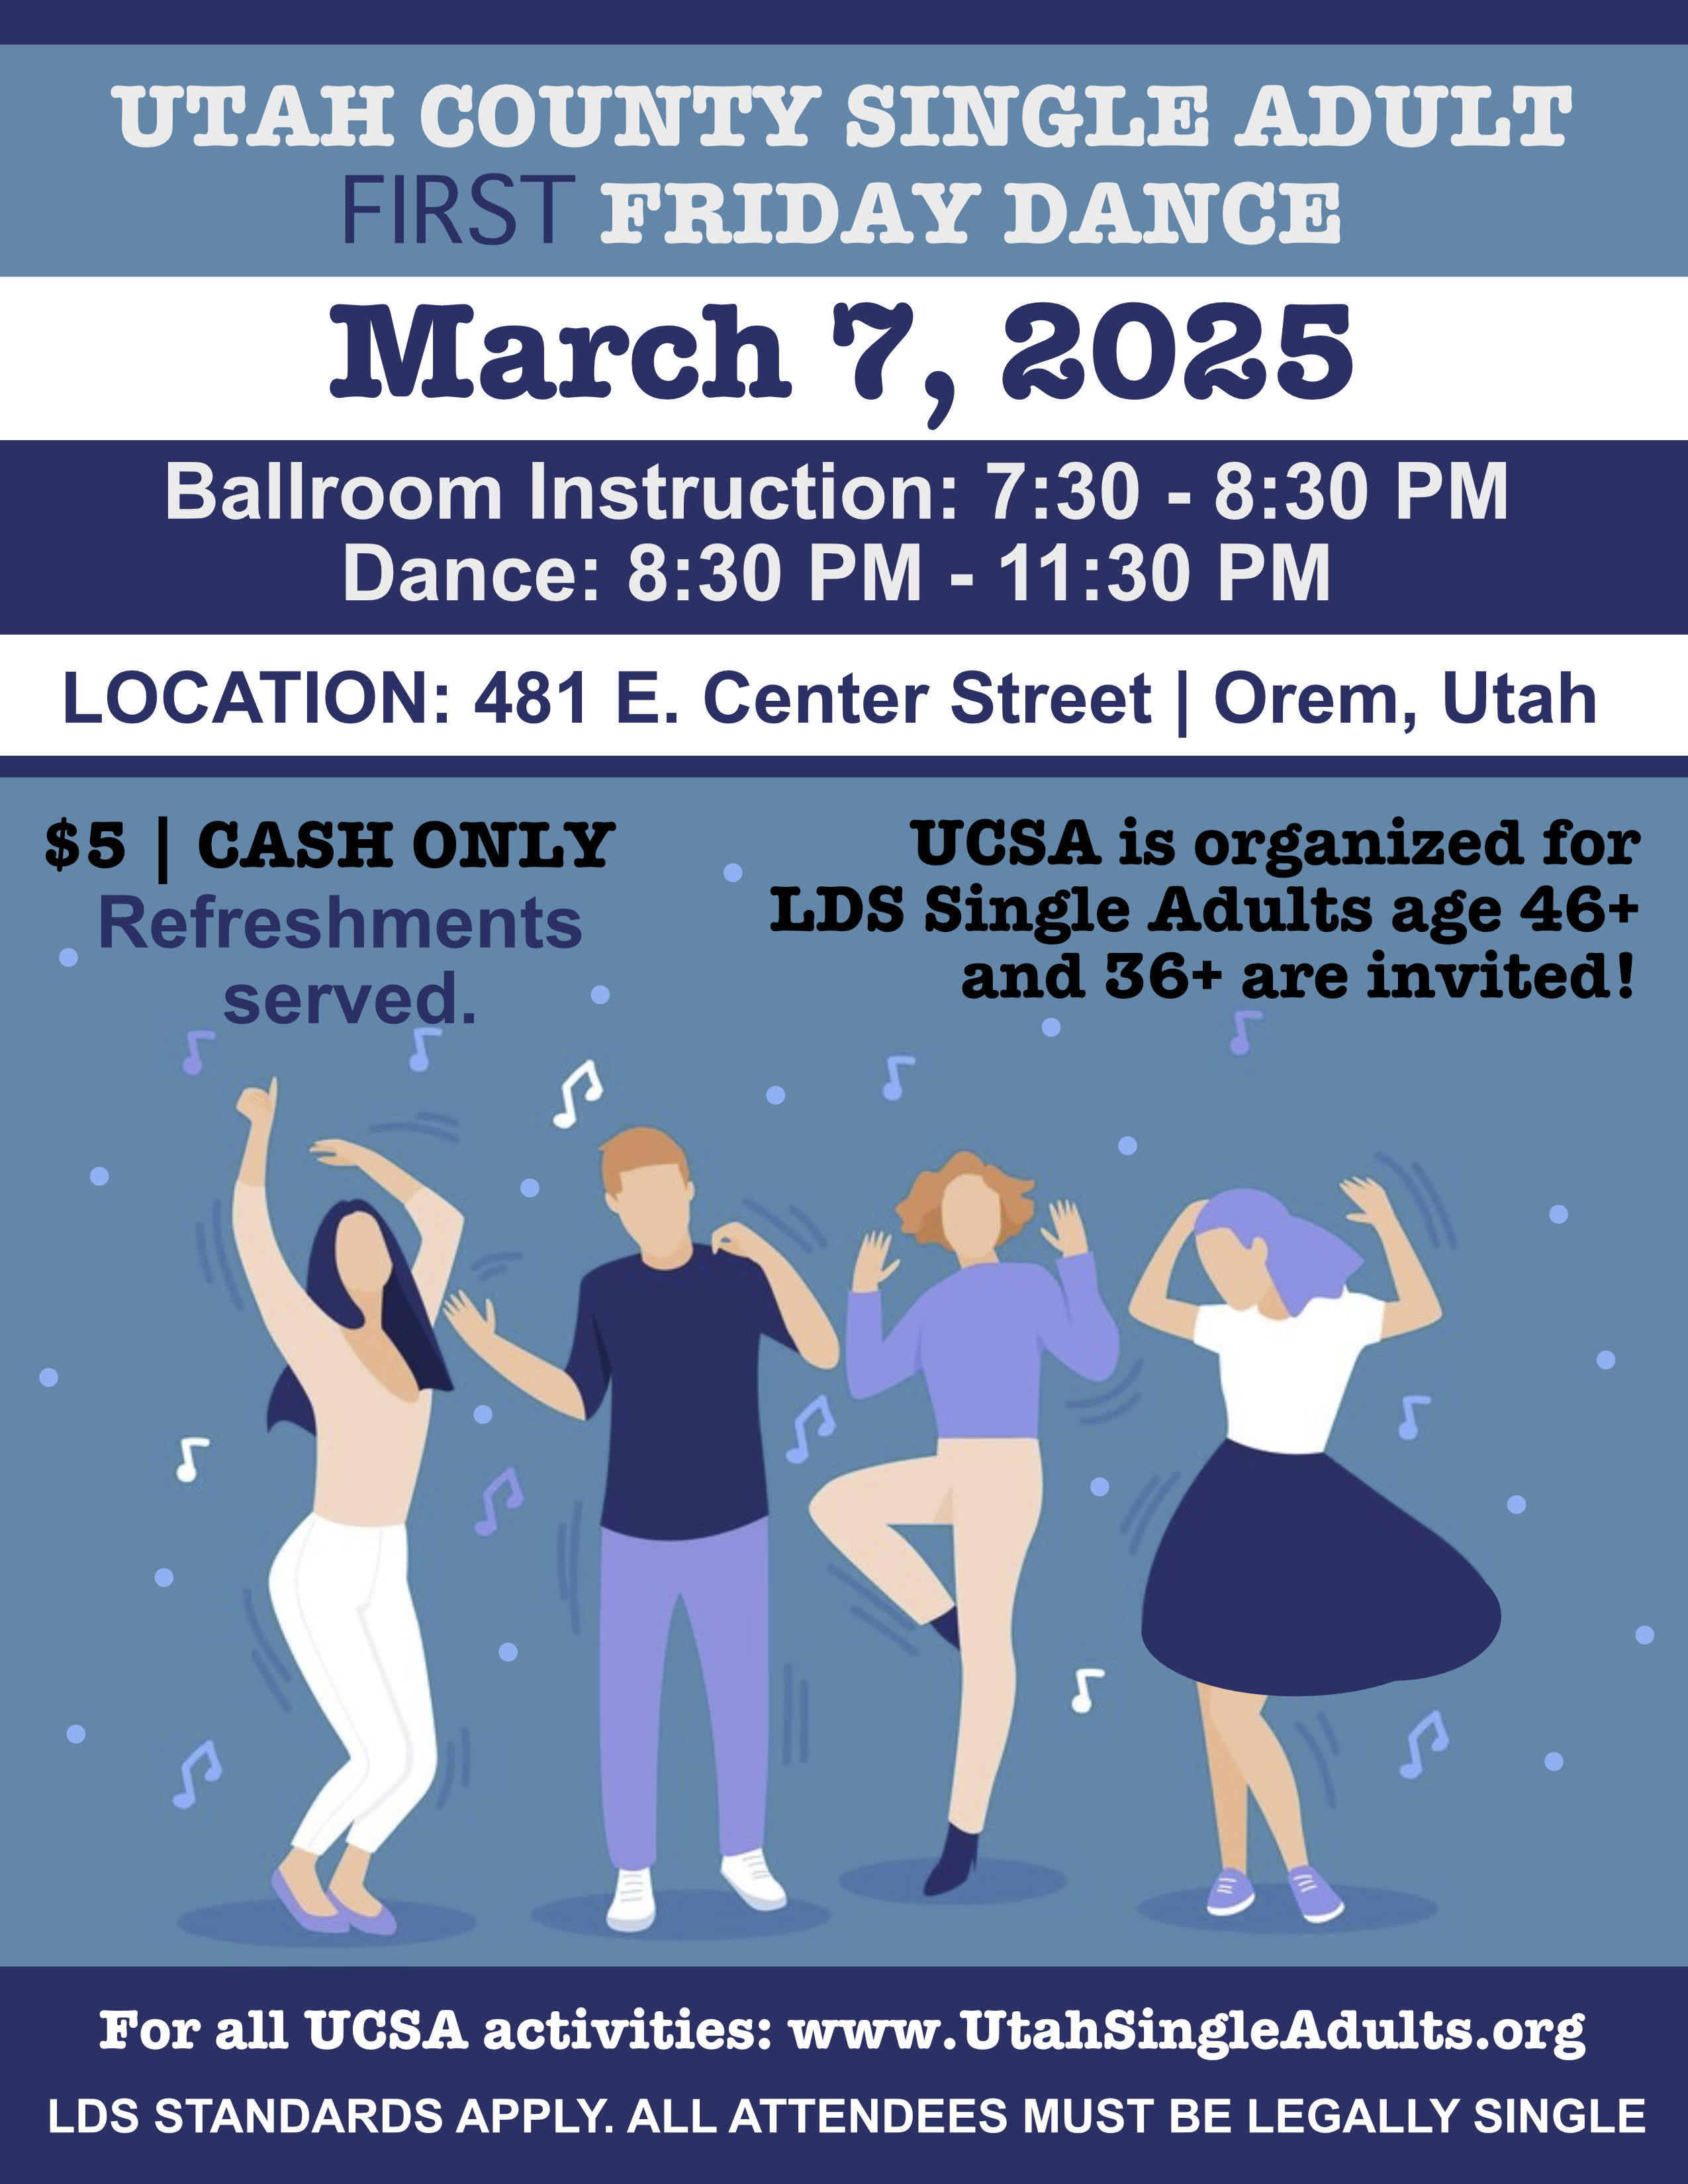 UTAH COUNTY SINGLE ADULT
FIRST FRIDAY DANCE
March 7, 2025
Ballroom Instruction: 7:30 - 8:30 PM
Dance: 8:30 PM - 11:30 PM
LOCATION: 481 E. Center Street | Orem, Utah
$5 | CASH ONLY
Refreshments
served.
UCSA is organized for
LDS Single Adults age 46+
and 36+ are invited!
For all UCSA activities: www.UtahSingleAdults.org
LDS STANDARDS APPLY. ALL ATTENDEES MUST BE LEGALLY SINGLE